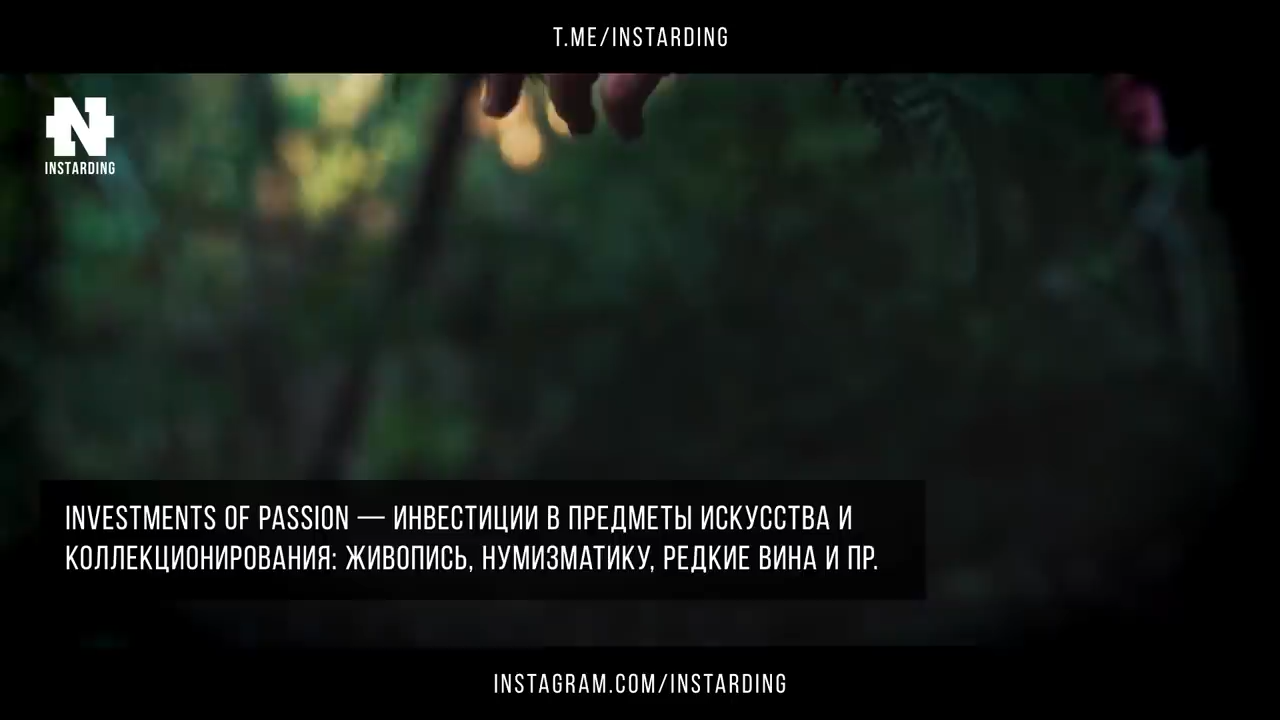 T.ME/INSTARDING
N
INSTARDING
INVESTMENTS OF PASSION — ИНВЕСТИЦИИ В ПРЕДМЕТЫ ИСКУССТВА И
КОЛЛЕКЦИОНИРОВАНИЯ: ЖИВОПИСЬ, НУМИЗМАТИКУ, РЕДКИЕ ВИНА И ПР.
INSTAGRAM.COM/INSTARDING